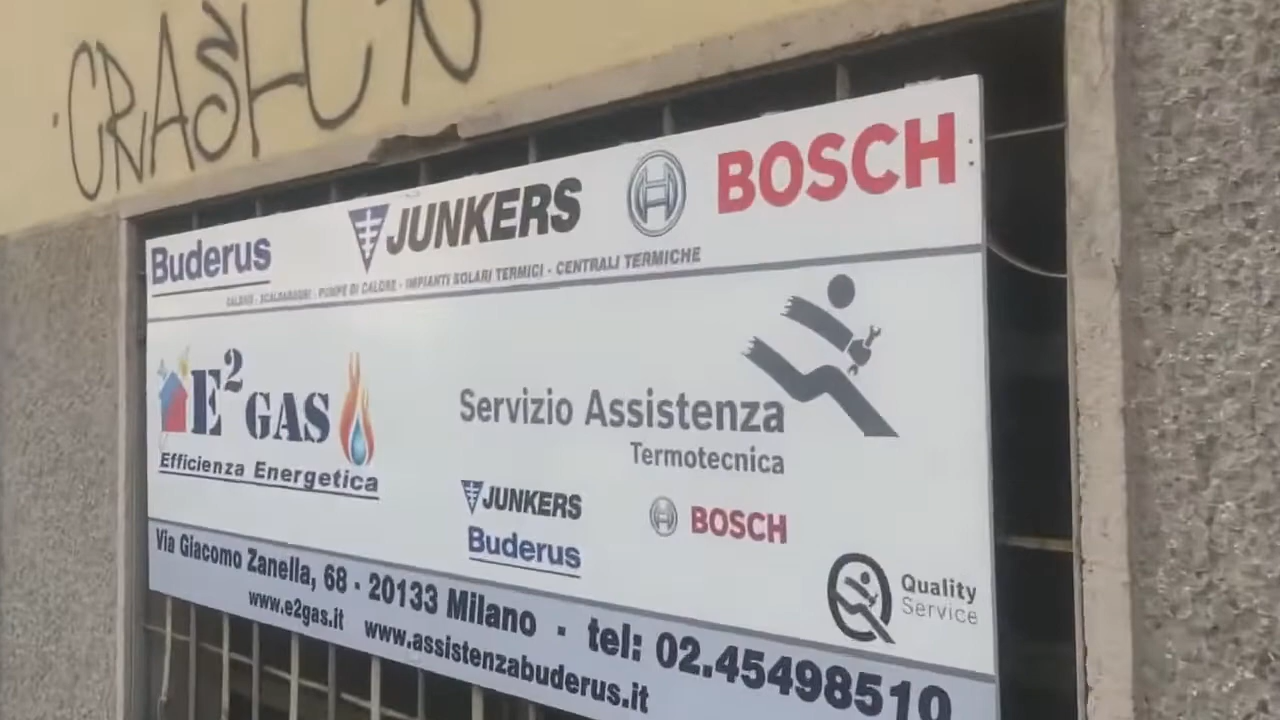 CRASH
Buderus JUNKERS BOSCH
CALDAIE - SCALDABAGNI - POMPE DI CALORE - IMPIANTI SOLARI TERMICI - CENTRALI TERMICHE
E² GAS
Efficienza Energetica
Servizio Assistenza
Termotecnica
JUNKERS BOSCH
Buderus
Quality
Service
Via Giacomo Zanella, 68 - 20133 Milano - tel: 02.45498510
www.e2gas.it www.assistenzabuderus.it